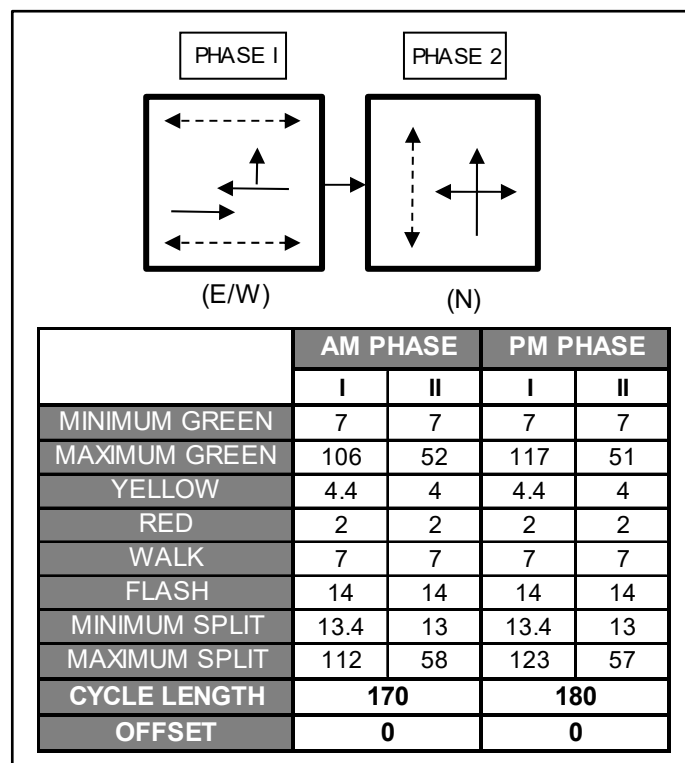 PHASE I PHASE 2
(E/W) (N)
AM PHASE PM PHASE
I II I II
MINIMUM GREEN 7 7 7 7
MAXIMUM GREEN 106 52 117 51
YELLOW 4.4 4 4.4 4
RED 2 2 2 2
WALK 7 7 7 7
FLASH 14 14 14 14
MINIMUM SPLIT 13.4 13 13.4 13
MAXIMUM SPLIT 112 58 123 57
CYCLE LENGTH 170 180
OFFSET 0 0